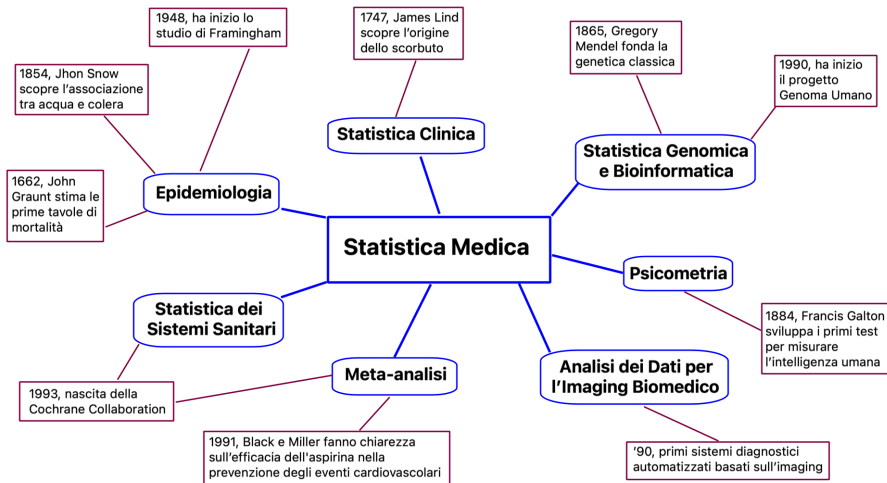 1948, ha inizio lo
studio di Framingham
1747, James Lind
scopre l'origine
dello scorbuto
1865, Gregory
Mendel fonda la
genetica classica
1990, ha inizio
il progetto
Genoma Umano
1854, Jhon Snow
scopre l'associazione
tra acqua e colera
Statistica Clinica
Statistica Genomica
e Bioinformatica
1662, John
Graunt stima le
prime tavole di
mortalità
Epidemiologia
Statistica Medica
Psicometria
Statistica dei
Sistemi Sanitari
1884, Francis Galton
sviluppa i primi test
per misurare
l'intelligenza umana
Meta-analisi
Analisi dei Dati per
l'Imaging Biomedico
1993, nascita della
Cochrane Collaboration
1991, Black e Miller fanno chiarezza
sull'efficacia dell'aspirina nella
prevenzione degli eventi cardiovascolari
'90, primi sistemi diagnostici
automatizzati basati sull'imaging